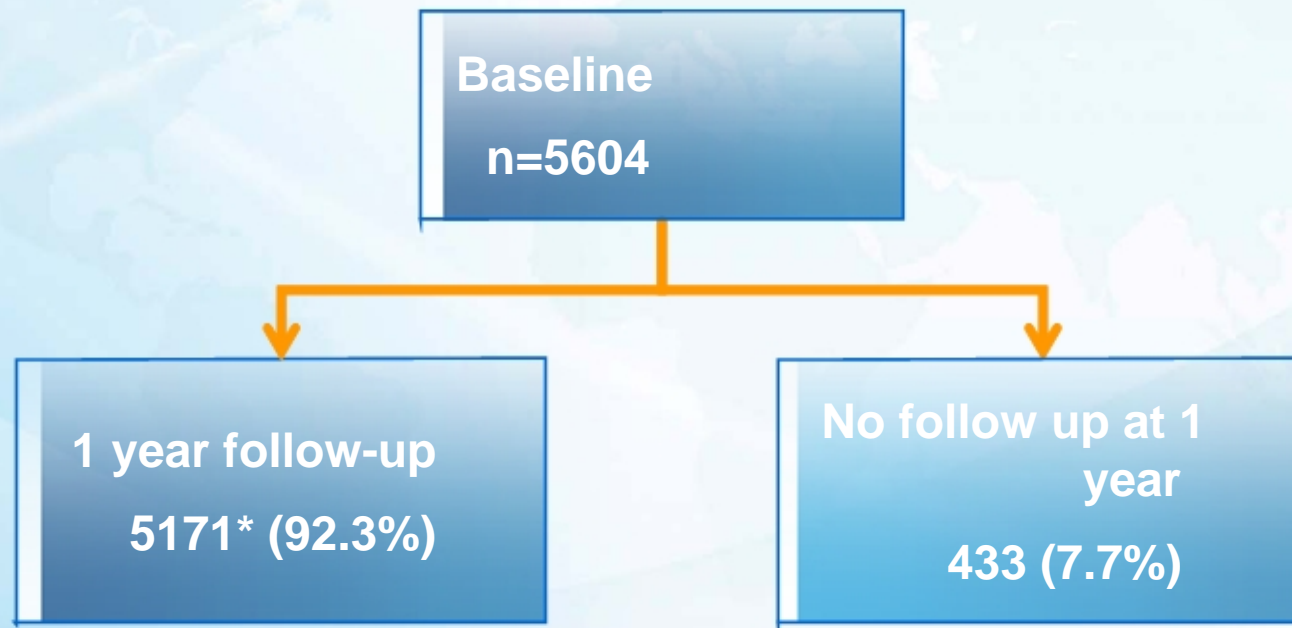 Baseline
n=5604
1 year follow-up
5171* (92.3%)
No follow up at 1
year
433 (7.7%)